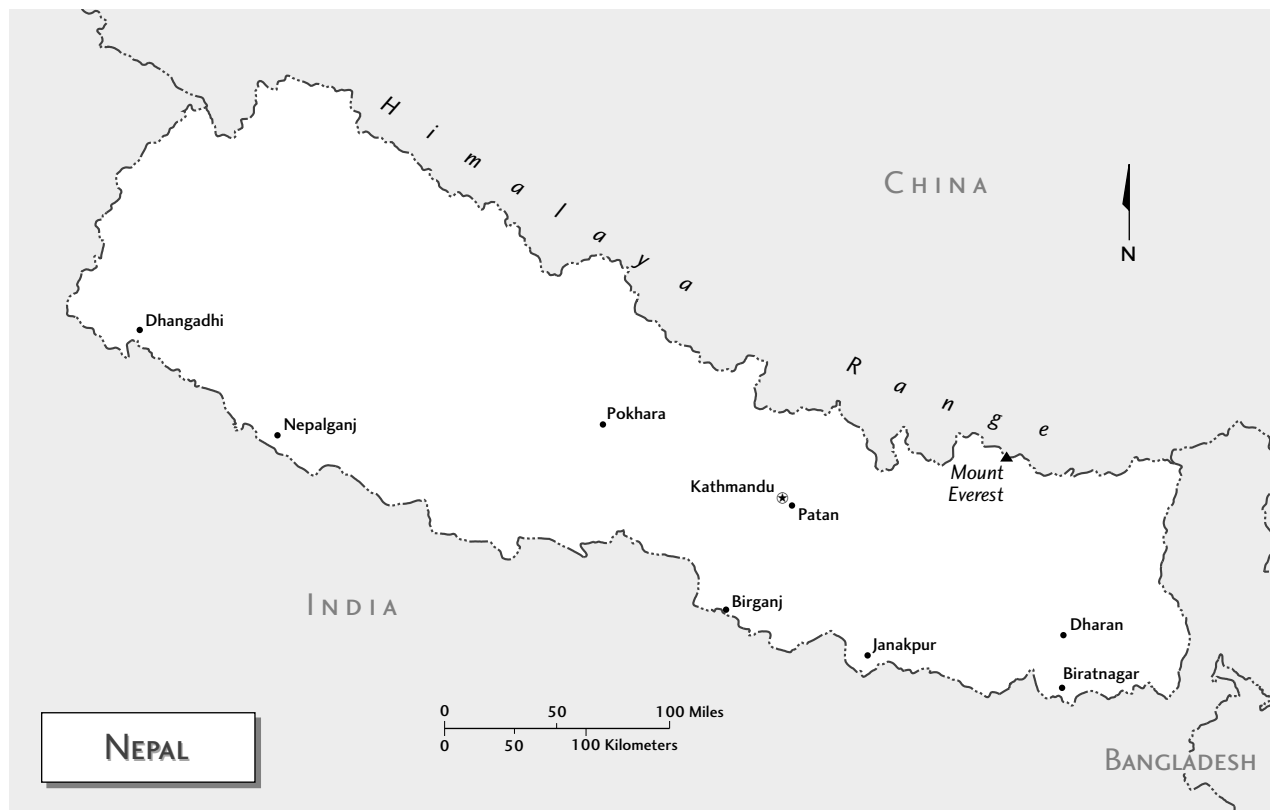 Himalaya Range
CHINA
N
Dhangadhi
Nepalganj
Pokhara
Mount
Everest
Kathmandu
Patan
INDIA
Birganj
Dharan
Janakpur
Biratnagar
0 50 100 Miles
0 50 100 Kilometers
NEPAL
BANGLADESH